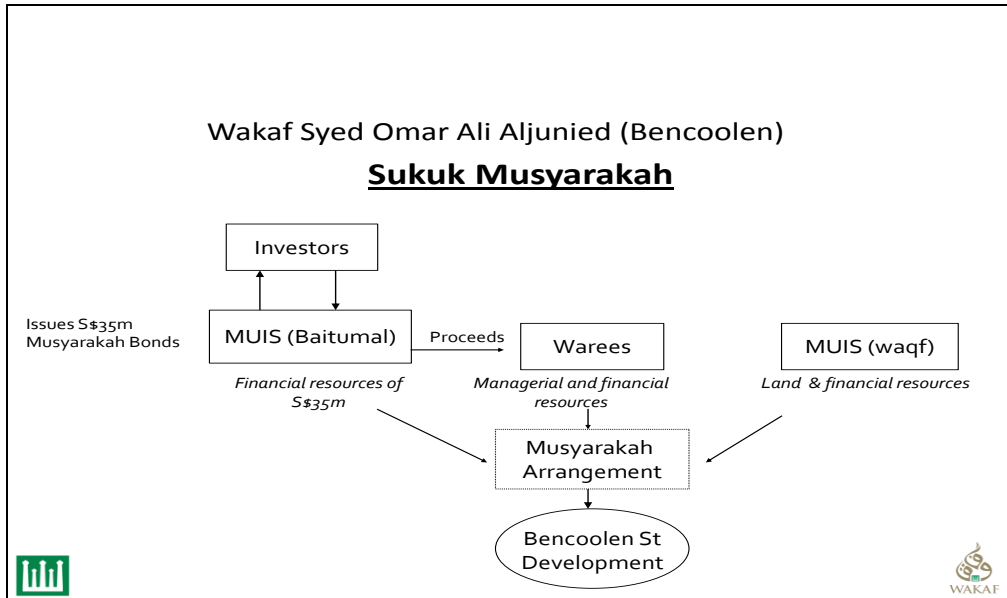 Wakaf Syed Omar Ali Aljunied (Bencoolen)
Sukuk Musyarakah
Investors
Issues S$35m
Musyarakah Bonds
MUIS (Baitumal)
Proceeds
Warees
MUIS (waqf)
Financial resources of
S$35m
Managerial and financial
resources
Land & financial resources
Musyarakah
Arrangement
Bencoolen St
Development
WAKAF